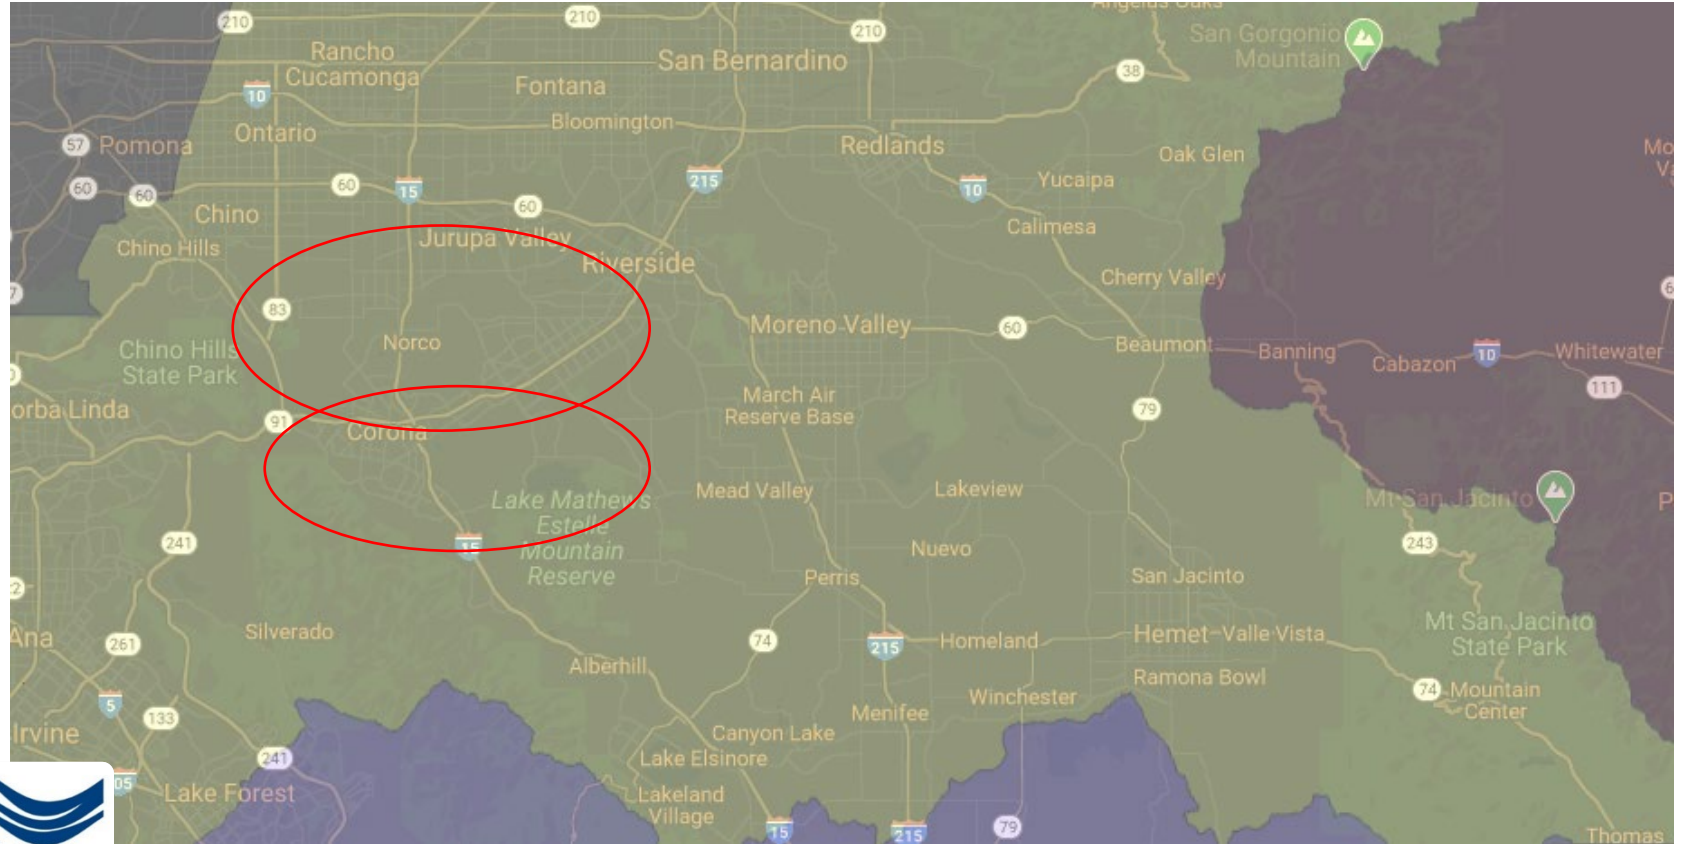 210
210
210
Angelus Oaks
San Gorgonio
Mountain
Rancho
Cucamonga
San Bernardino
38
10
Fontana
Bloomington
57
Pomona
Ontario
Redlands
Oak Glen
60
60
60
15
215
10
Yucaipa
60
Chino
Jurupa Valley
Calimesa
Chino Hills
Riverside
Cherry Valley
83
Norco
Moreno Valley
60
Beaumont
Banning
Cabazon
10
Whitewater
111
Chino Hills
State Park
orba Linda
91
Corona
March Air
Reserve Base
79
Lake Mathews
Estelle
Mountain
Reserve
Mead Valley
Lakeview
Mt San Jacinto
241
15
Nuevo
243
Perris
San Jacinto
Ana
261
Silverado
74
215
Homeland
Hemet
Valle Vista
Mt San Jacinto
State Park
Alberhill
Ramona Bowl
5
133
Winchester
74
Mountain
Center
Irvine
Menifee
Canyon Lake
241
Lake Elsinore
05
Lake Forest
Lakeland
Village
15
215
79
Thomas